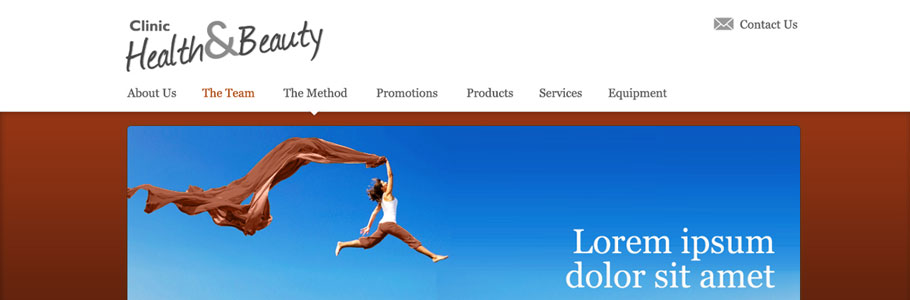 Clinic
Health&Beauty
Contact Us
About Us The Team The Method Promotions Products Services Equipment
Lorem ipsum
dolor sit amet